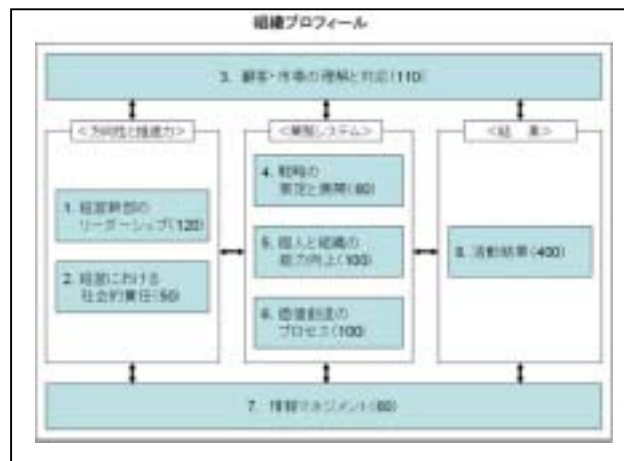 組織プロフィール
3. 顧客・市場の理解と対応(110)
<方向性と推進力>
<業務システム>
<結 果>
1. 経営幹部の
リーダーシップ(120)
2. 経営における
社会的責任(50)
4. 戦略の
策定と展開(60)
5. 個人と組織の
能力向上(100)
6. 価値創造の
プロセス(100)
8. 活動結果(400)
7. 情報マネジメント(60)